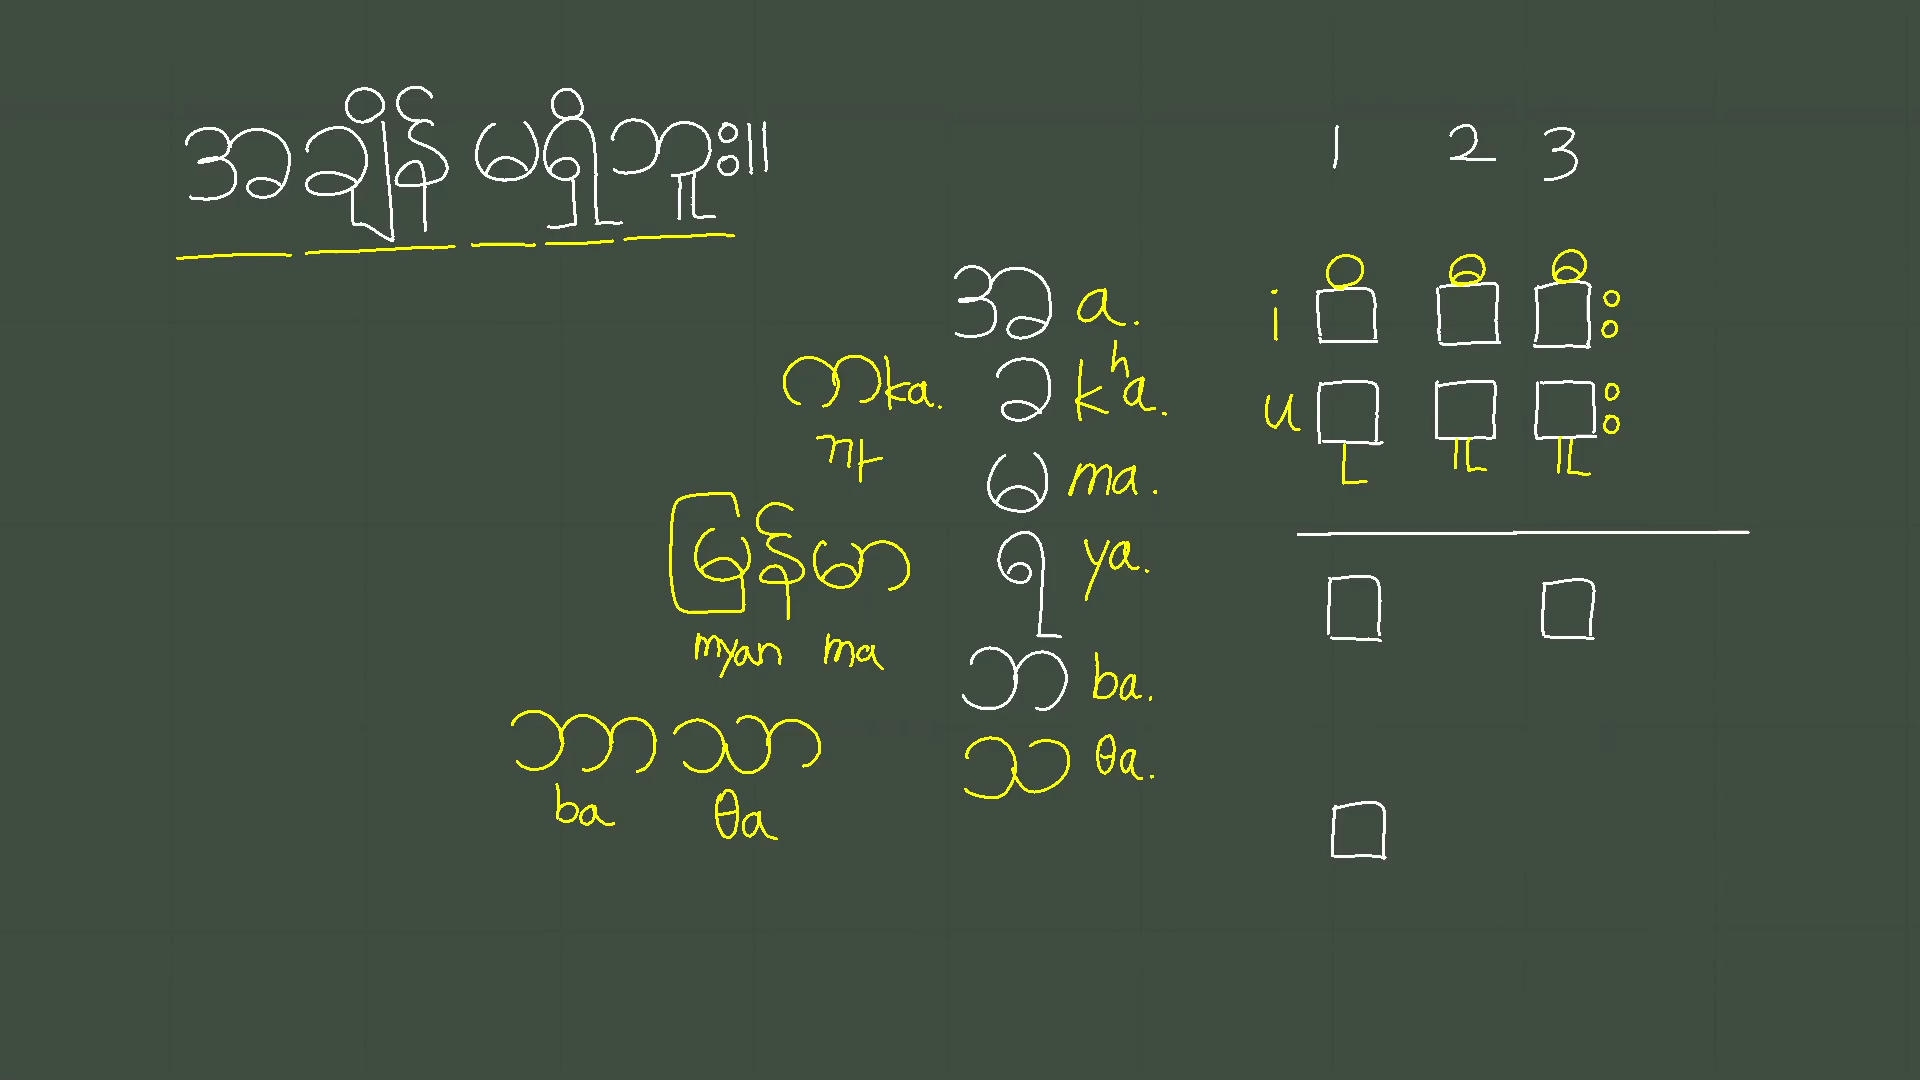 အချိန် မရှိဘူး။
1 2 3
အ a.
i
က ka. ခ kʰa.
까
u
မ ma.
မြန်မာ
ရ ya.
myan ma
ဘ ba.
ဘာသာ
သ θa.
ba θa